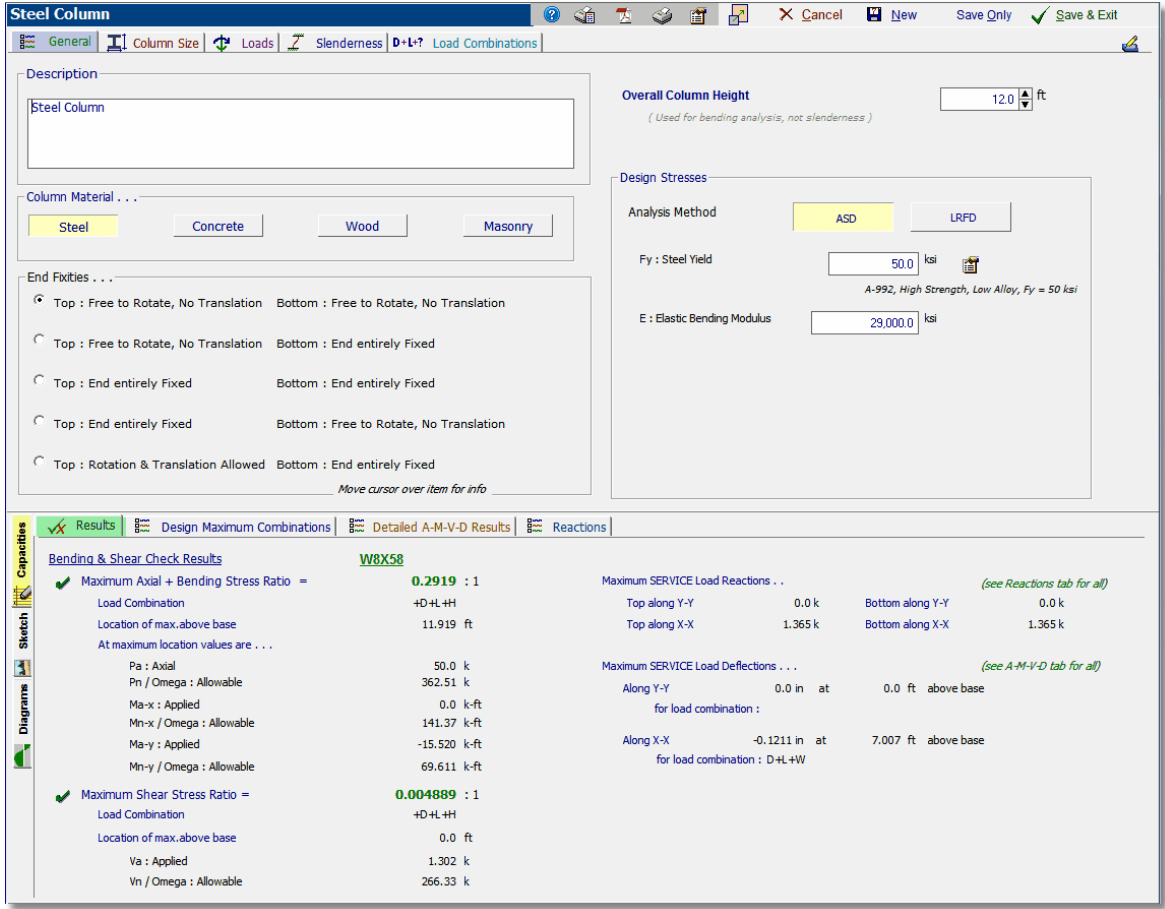 Steel Column
Cancel New Save Only Save & Exit
General Column Size Loads Slenderness D+L+? Load Combinations
Description
Steel Column
Overall Column Height 12.0 ft
( Used for bending analysis, not slenderness )
Column Material . . .
Steel Concrete Wood Masonry
End Fixities . . .
Top : Free to Rotate, No Translation Bottom : Free to Rotate, No Translation
Top : Free to Rotate, No Translation Bottom : End entirely Fixed
Top : End entirely Fixed Bottom : End entirely Fixed
Top : End entirely Fixed Bottom : Free to Rotate, No Translation
Top : Rotation & Translation Allowed Bottom : End entirely Fixed
Move cursor over item for info
Design Stresses
Analysis Method ASD LRFD
Fy : Steel Yield 50.0 ksi
A-992, High Strength, Low Alloy, Fy = 50 ksi
E : Elastic Bending Modulus 29,000.0 ksi
Capacities
Sketch
Diagrams
Results Design Maximum Combinations Detailed A-M-V-D Results Reactions
Bending & Shear Check Results W8X58
Maximum Axial + Bending Stress Ratio = 0.2919 : 1
Load Combination +D+L+H
Location of max.above base 11.919 ft
At maximum location values are . . .
Pa : Axial 50.0 k
Pn / Omega : Allowable 362.51 k
Ma-x : Applied 0.0 k-ft
Mn-x / Omega : Allowable 141.37 k-ft
Ma-y : Applied -15.520 k-ft
Mn-y / Omega : Allowable 69.611 k-ft
Maximum Shear Stress Ratio = 0.004889 : 1
Load Combination +D+L+H
Location of max.above base 0.0 ft
Va : Applied 1.302 k
Vn / Omega : Allowable 266.33 k
Maximum SERVICE Load Reactions . . (see Reactions tab for all)
Top along Y-Y 0.0 k Bottom along Y-Y 0.0 k
Top along X-X 1.365 k Bottom along X-X 1.365 k
Maximum SERVICE Load Deflections . . . (see A-M-V-D tab for all)
Along Y-Y 0.0 in at 0.0 ft above base
for load combination :
Along X-X -0.1211 in at 7.007 ft above base
for load combination : D+L+W